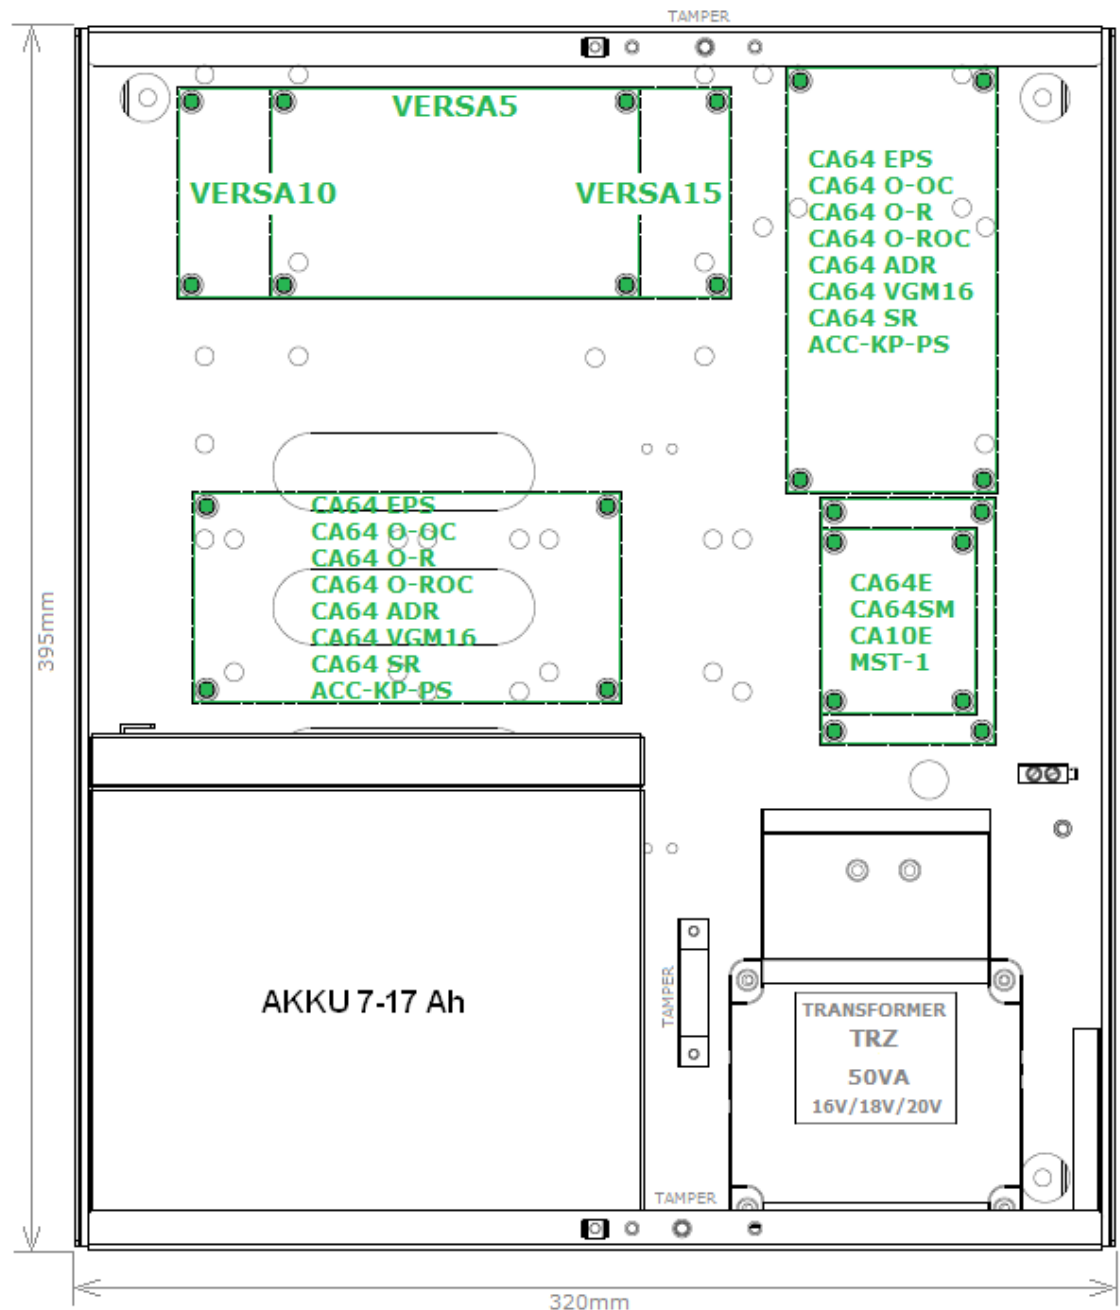 TAMPER
VERSA5
VERSA10
VERSA15
CA64 EPS
CA64 O-OC
CA64 O-R
CA64 O-ROC
CA64 ADR
CA64 VGM16
CA64 SR
ACC-KP-PS
CA64 EPS
CA64 O-OC
CA64 O-R
CA64 O-ROC
CA64 ADR
CA64 VGM16
CA64 SR
ACC-KP-PS
CA64E
CA64SM
CA10E
MST-1
395mm
AKKU 7-17 Ah
TAMPER
TRANSFORMER
TRZ
50VA
16V/18V/20V
TAMPER
320mm